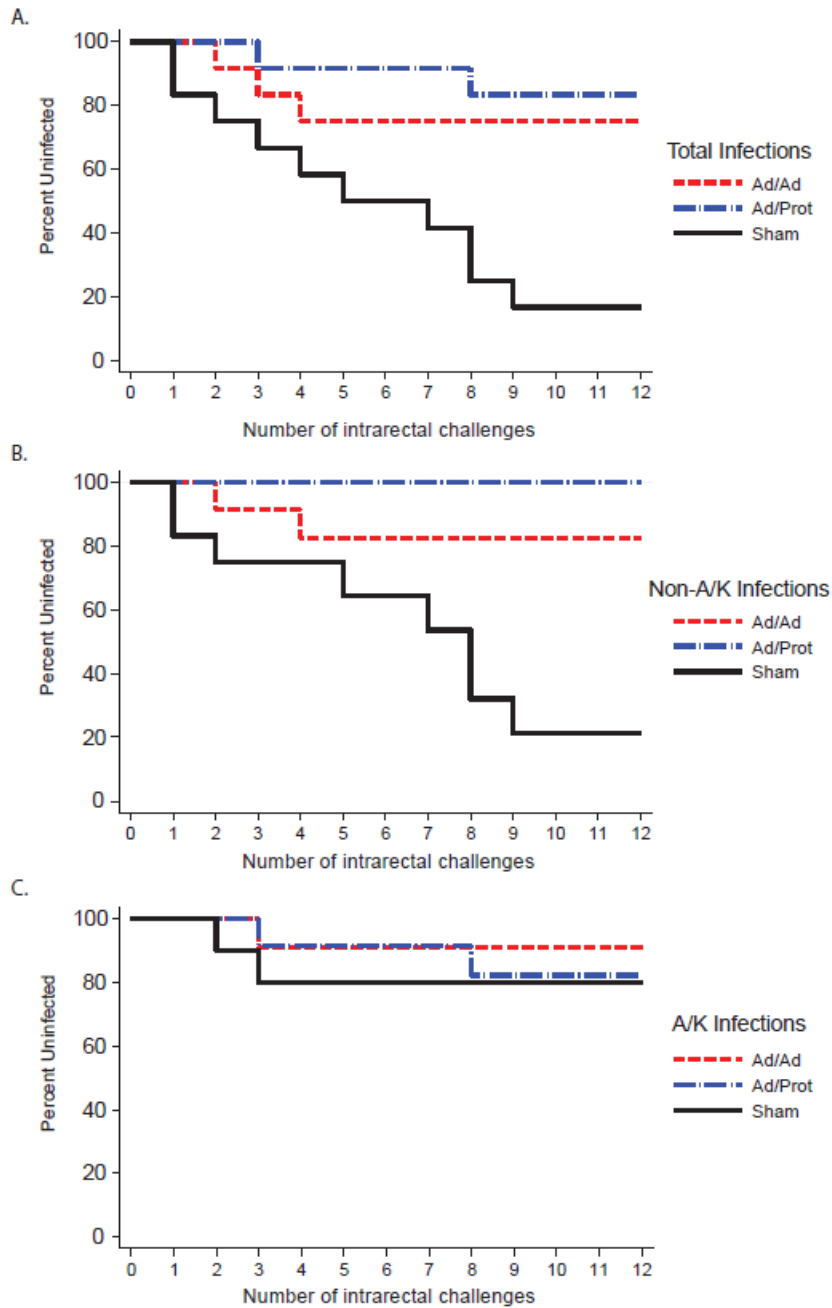 A.
100
80
60
40
20
0
Percent Uninfected
0 1 2 3 4 5 6 7 8 9 10 11 12
Number of intrarectal challenges
Total Infections
Ad/Ad
Ad/Prot
Sham
B.
100
80
60
40
20
0
Percent Uninfected
0 1 2 3 4 5 6 7 8 9 10 11 12
Number of intrarectal challenges
Non-A/K Infections
Ad/Ad
Ad/Prot
Sham
C.
100
80
60
40
20
0
Percent Uninfected
0 1 2 3 4 5 6 7 8 9 10 11 12
Number of intrarectal challenges
A/K Infections
Ad/Ad
Ad/Prot
Sham